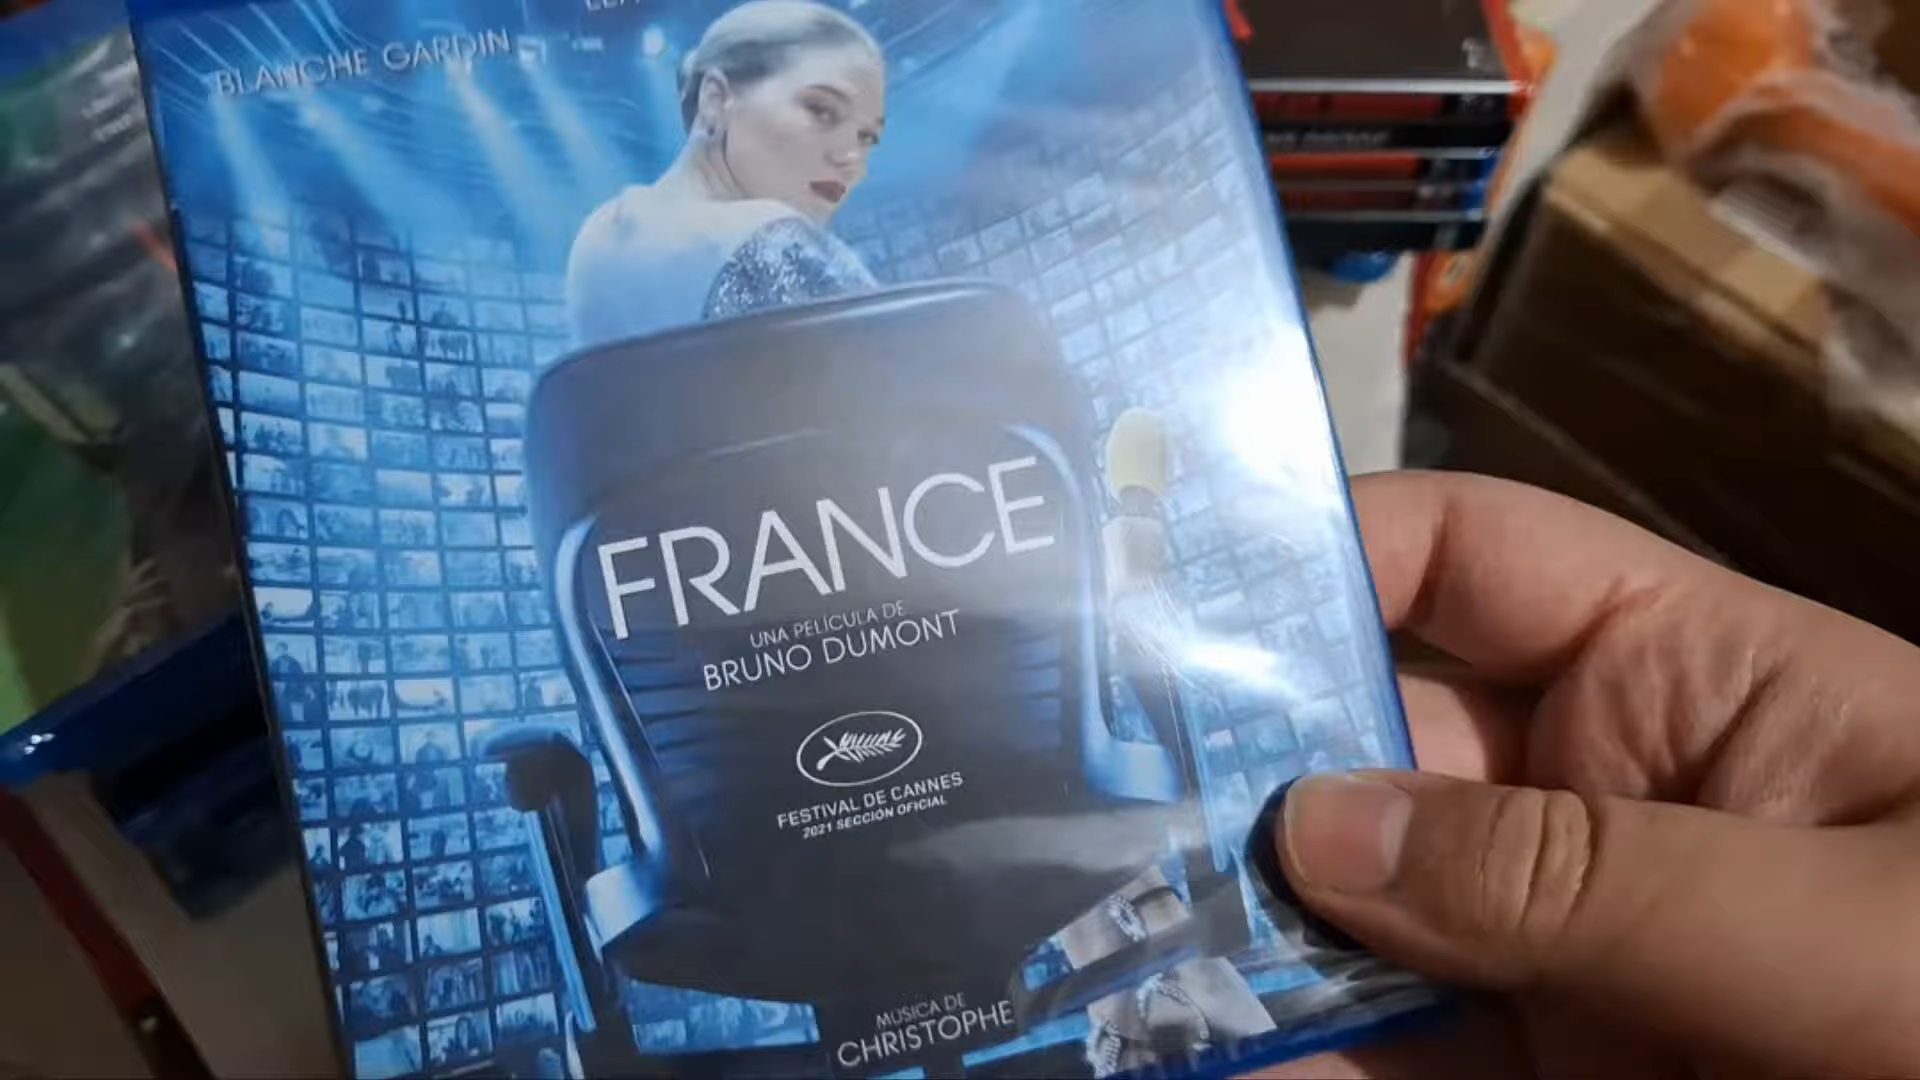 BLANCHE GARDIN
FRANCE
UNA PELÍCULA DE
BRUNO DUMONT
FESTIVAL DE CANNES
2021 SECCIÓN OFICIAL
MUSICA DE
CHRISTOPHE